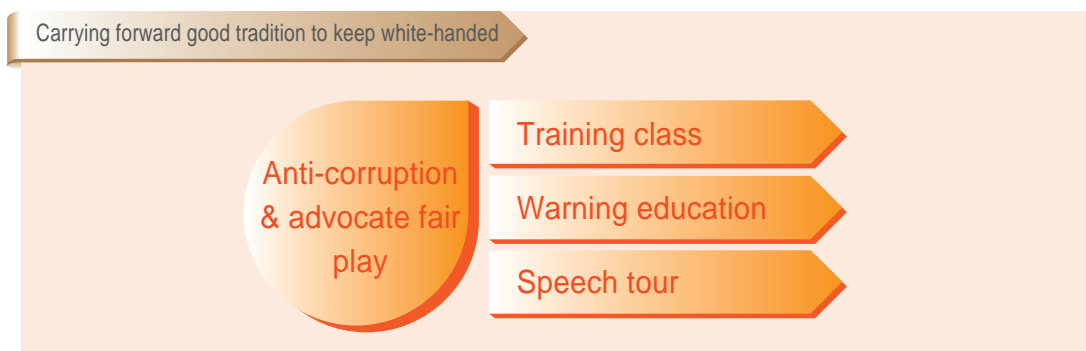 Carrying forward good tradition to keep white-handed
Anti-corruption
& advocate fair
play
Training class
Warning education
Speech tour